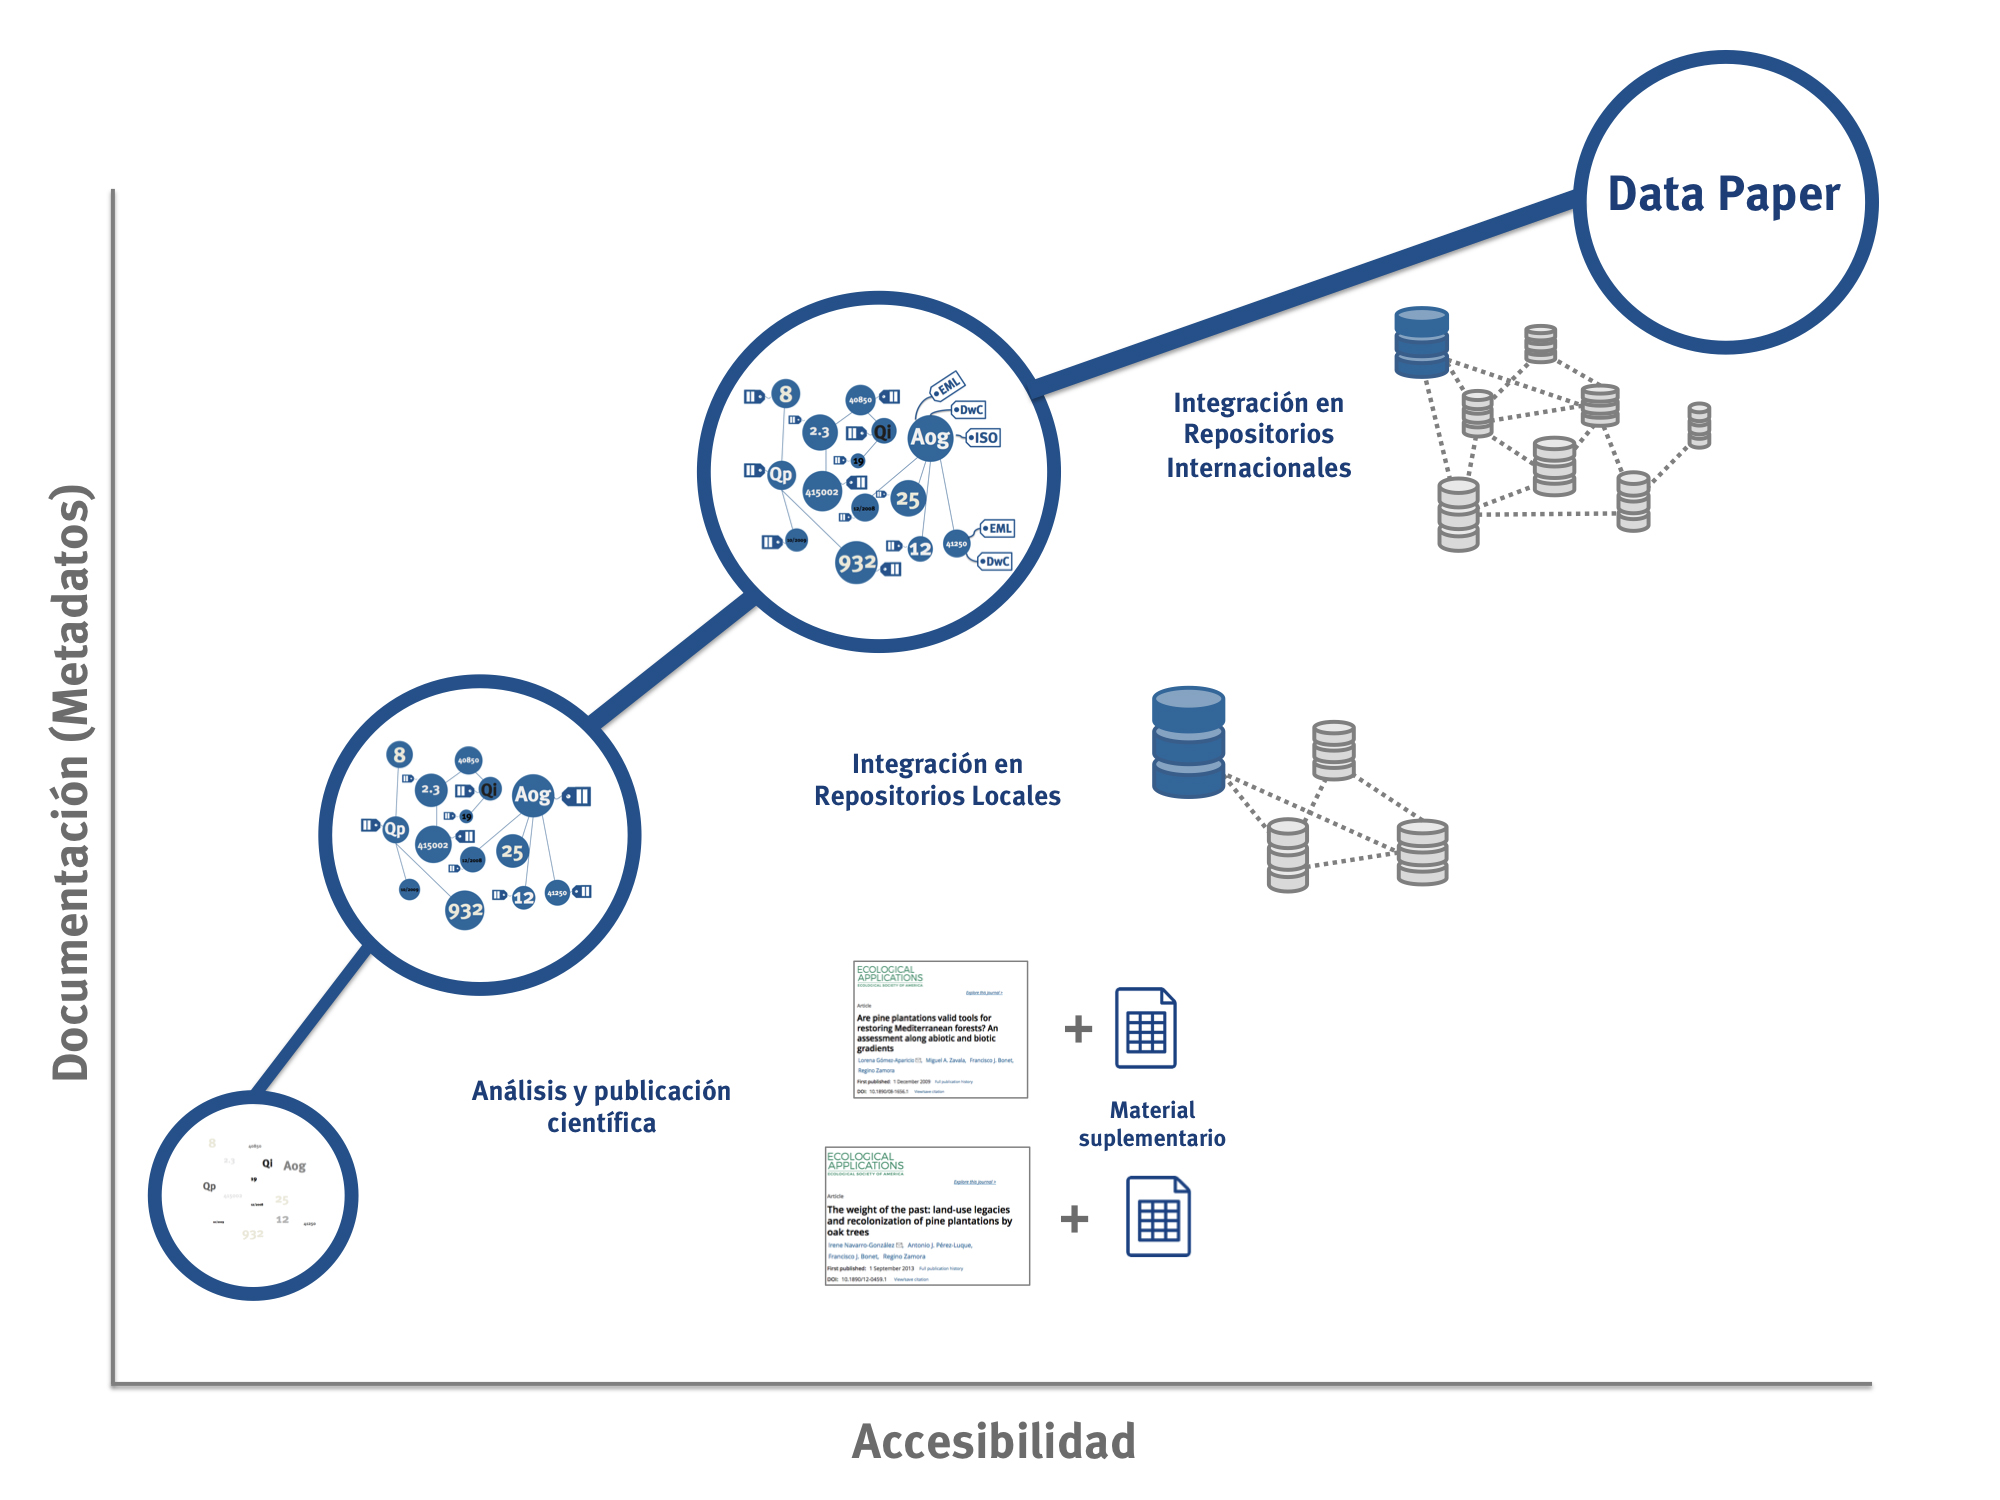 Data Paper
Documentación (Metadatos)
8
40850
EML
DwC
2.3
Qi
Aog
ISO
19
Qp
415002
25
12/2008
EML
10/2009
932
12
41250
DwC
Integración en
Repositorios
Internacionales
8
40850
2.3
Qi
Aog
19
Qp
415002
25
12/2008
10/2009
932
12
41250
Integración en
Repositorios Locales
Análisis y publicación
científica
ECOLOGICAL
APPLICATIONS
ECOLOGICAL SOCIETY OF AMERICA
Explore this journal >
Article
Are pine plantations valid tools for
restoring Mediterranean forests? An
assessment along abiotic and biotic
gradients
Lorena Gómez-Aparicio, Miguel A. Zavala, Francisco J. Bonet,
Regino Zamora
First published: 1 December 2009 Full publication history
DOI: 10.1890/08-1656.1 View/save citation
+
Material
suplementario
ECOLOGICAL
APPLICATIONS
ECOLOGICAL SOCIETY OF AMERICA
Explore this journal >
Article
The weight of the past: land-use legacies
and recolonization of pine plantations by
oak trees
Irene Navarro-González, Antonio J. Pérez-Luque,
Francisco J. Bonet, Regino Zamora
First published: 1 September 2013 Full publication history
DOI: 10.1890/12-0459.1 View/save citation
+
8
40850
2.3
Qi
Aog
19
Qp
415002
25
12/2008
12
41250
932
Accesibilidad